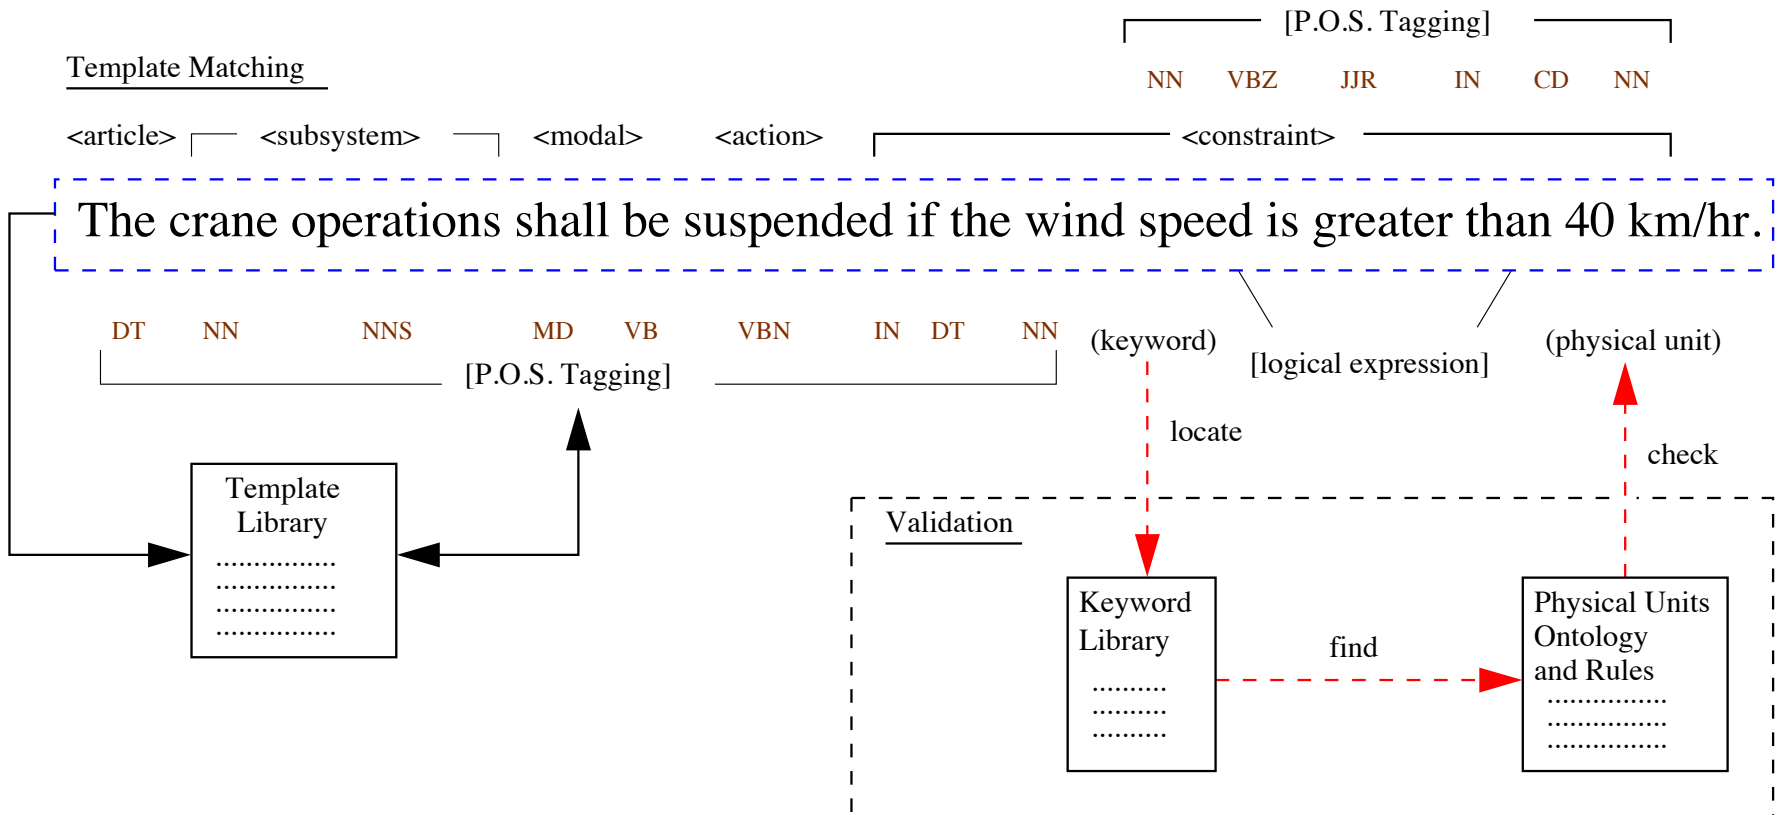 [P.O.S. Tagging]
Template Matching
NN VBZ JJR IN CD NN
<article> <subsystem> <modal> <action> <constraint>
The crane operations shall be suspended if the wind speed is greater than 40 km/hr.
DT NN NNS MD VB VBN IN DT NN
(keyword) [logical expression] (physical unit)
[P.O.S. Tagging]
locate
check
Template
Library
................
................
................
................
Validation
Keyword
Library
..........
..........
..........
find
Physical Units
Ontology
and Rules
................
................
................